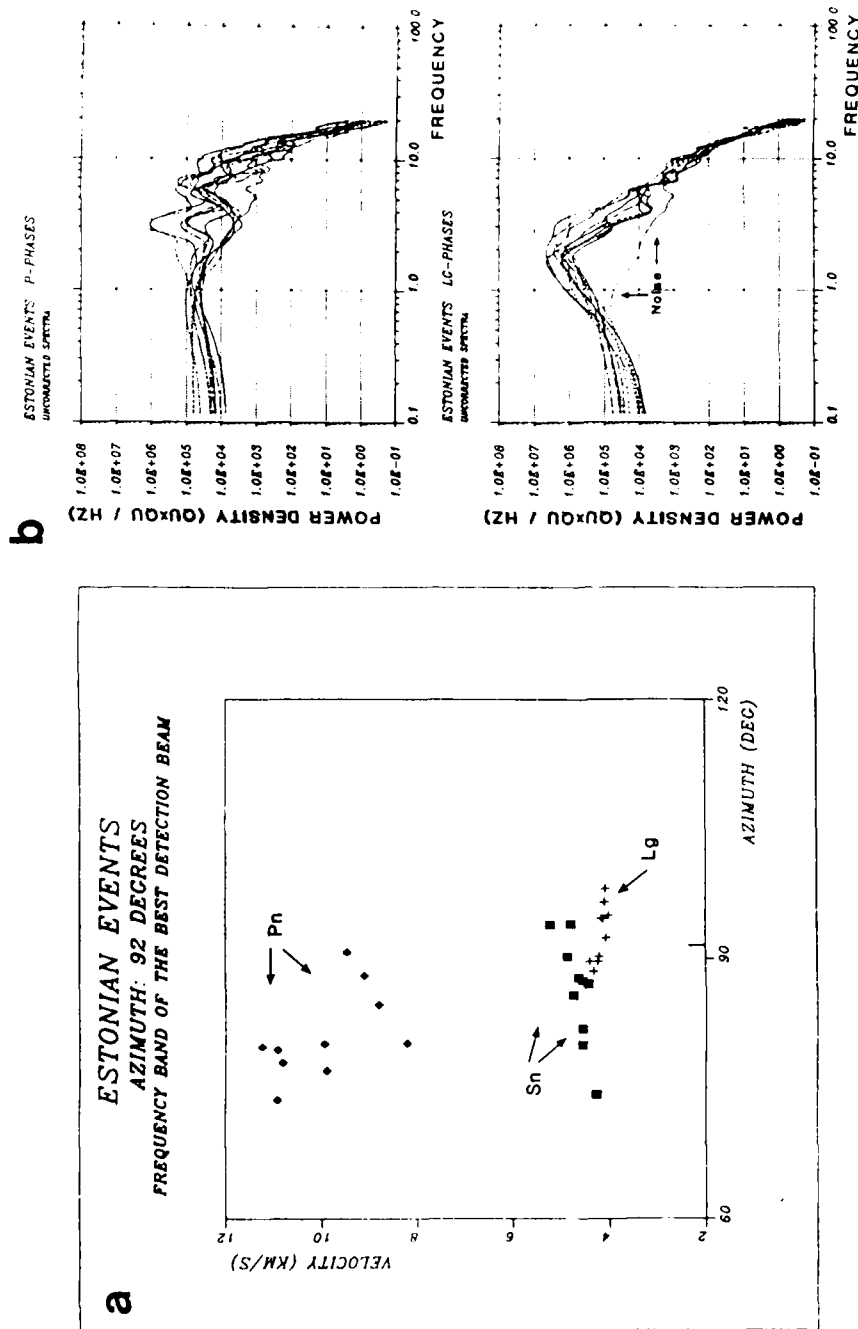 a
ESTONIAN EVENTS
AZIMUTH: 92 DEGREES
FREQUENCY BAND OF THE BEST DETECTION BEAM
VELOCITY (KM/S)
12
10
8
6
4
2
Pn
Sn
Lg
60
90
120
AZIMUTH (DEG)
b
ESTONIAN EVENTS P-PHASES
UNCORRECTED SPECTRA
POWER DENSITY (QU×QU / HZ)
1.0E+08
1.0E+07
1.0E+06
1.0E+05
1.0E+04
1.0E+03
1.0E+02
1.0E+01
1.0E+00
1.0E-01
0.1
1.0
10.0
100.0
FREQUENCY
ESTONIAN EVENTS LG-PHASES
UNCORRECTED SPECTRA
POWER DENSITY (QU×QU / HZ)
1.0E+08
1.0E+07
1.0E+06
1.0E+05
1.0E+04
1.0E+03
1.0E+02
1.0E+01
1.0E+00
1.0E-01
Noise
0.1
1.0
10.0
100.0
FREQUENCY